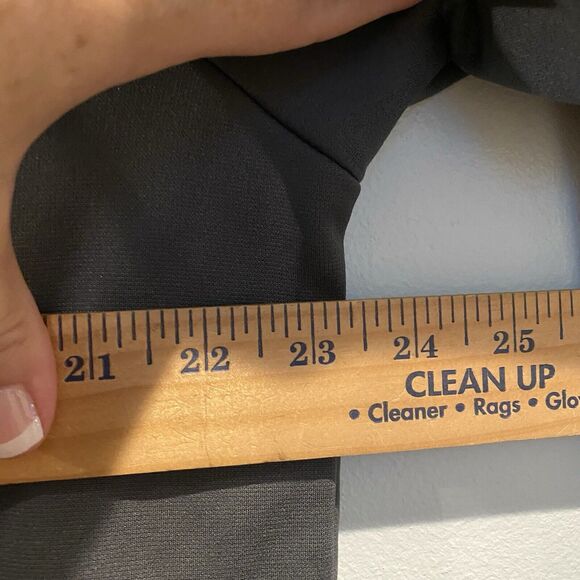 21 22 23 24 25
CLEAN UP
• Cleaner • Rags • Glo